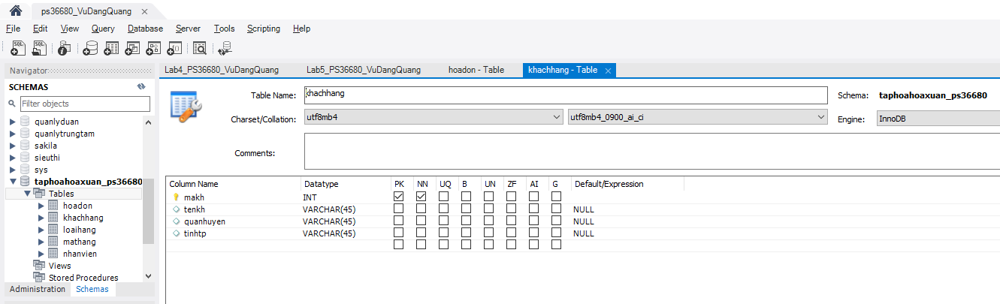 ps36680_VuDangQuang
File Edit View Query Database Server Tools Scripting Help
Navigator
SCHEMAS
Filter objects
quanlyduan
quanlytrungtam
sakila
sieuthi
sys
taphoahoaxuan_ps36680
Tables
hoadon
khachhang
loaihang
mathang
nhanvien
Views
Stored Procedures
Administration Schemas
Lab4_PS36680_VuDangQuang Lab5_PS36680_VuDangQuang hoadon - Table khachhang - Table
Table Name: khachhang Schema: taphoahoaxuan_ps36680
Charset/Collation: utf8mb4 utf8mb4_0900_ai_ci Engine: InnoDB
Comments:
Column Name Datatype PK NN UQ B UN ZF AI G Default/Expression
makh INT
tenkh VARCHAR(45) NULL
quanhuyen VARCHAR(45) NULL
tinhtp VARCHAR(45) NULL